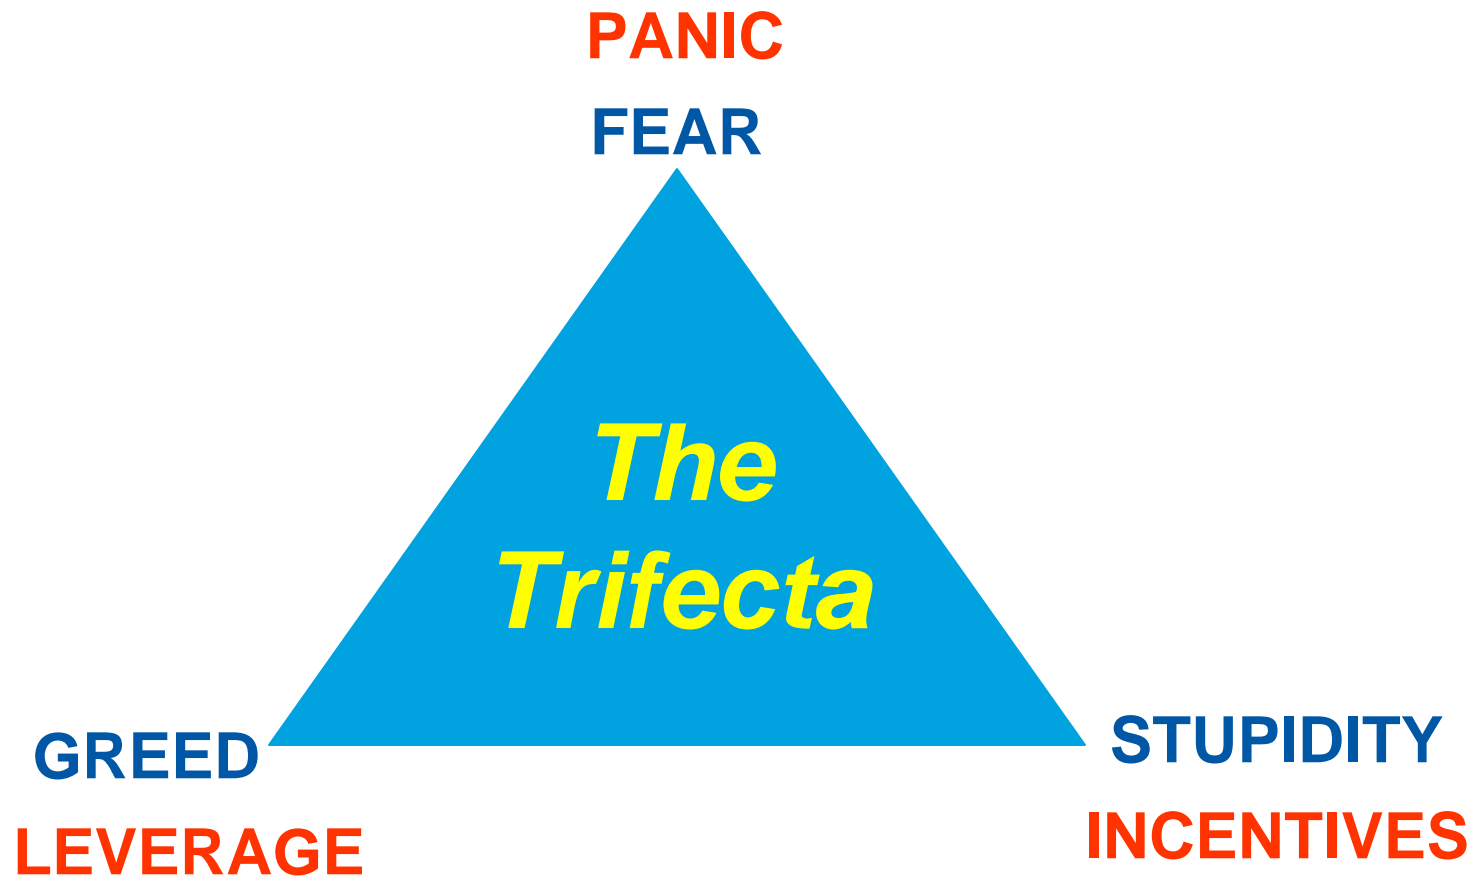 PANIC
FEAR
The
Trifecta
GREED
STUPIDITY
LEVERAGE
INCENTIVES